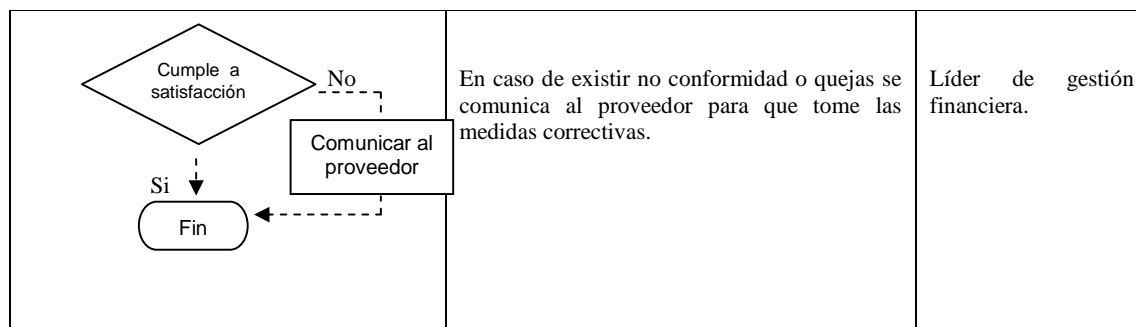 Cumple a
satisfacción
No
Comunicar al
proveedor
Si
Fin
En caso de existir no conformidad o quejas se
comunica al proveedor para que tome las
medidas correctivas.
Líder de gestión
financiera.